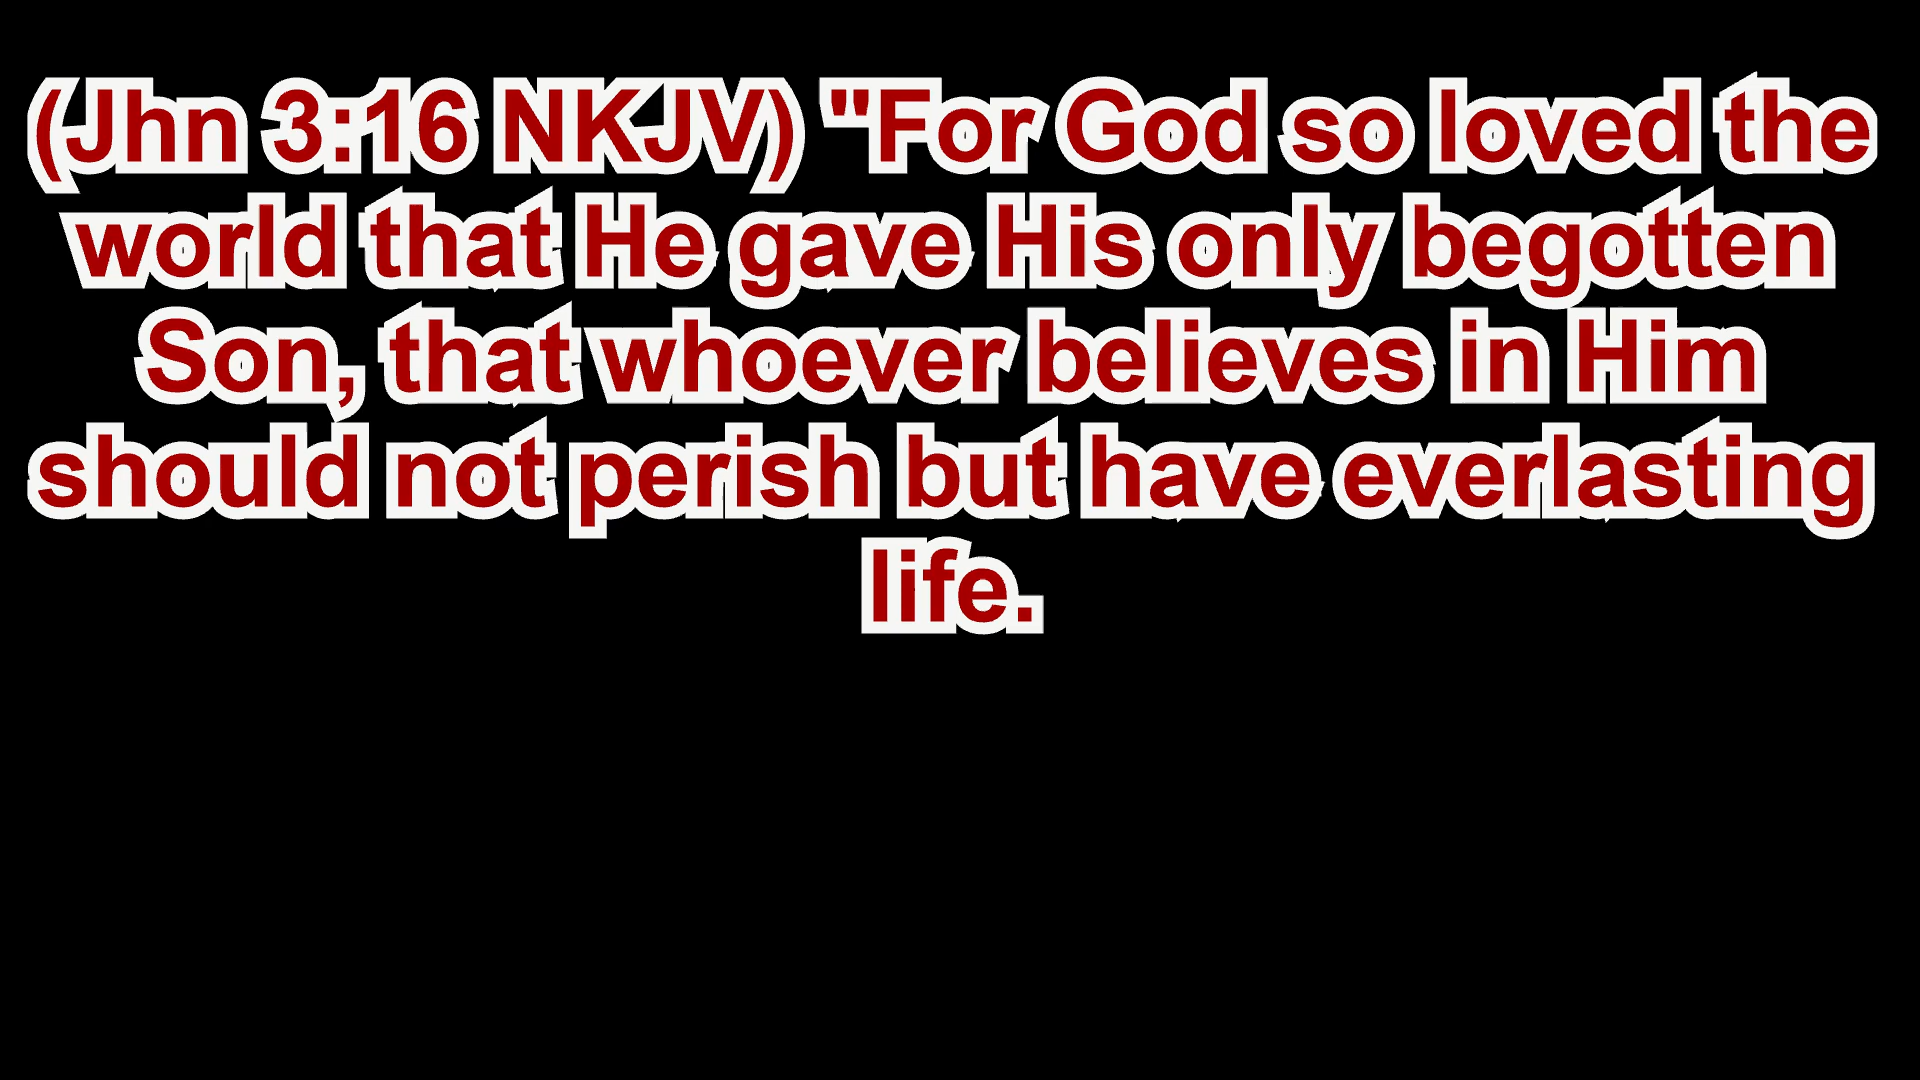 (Jhn 3:16 NKJV) "For God so loved the
world that He gave His only begotten
Son, that whoever believes in Him
should not perish but have everlasting
life.